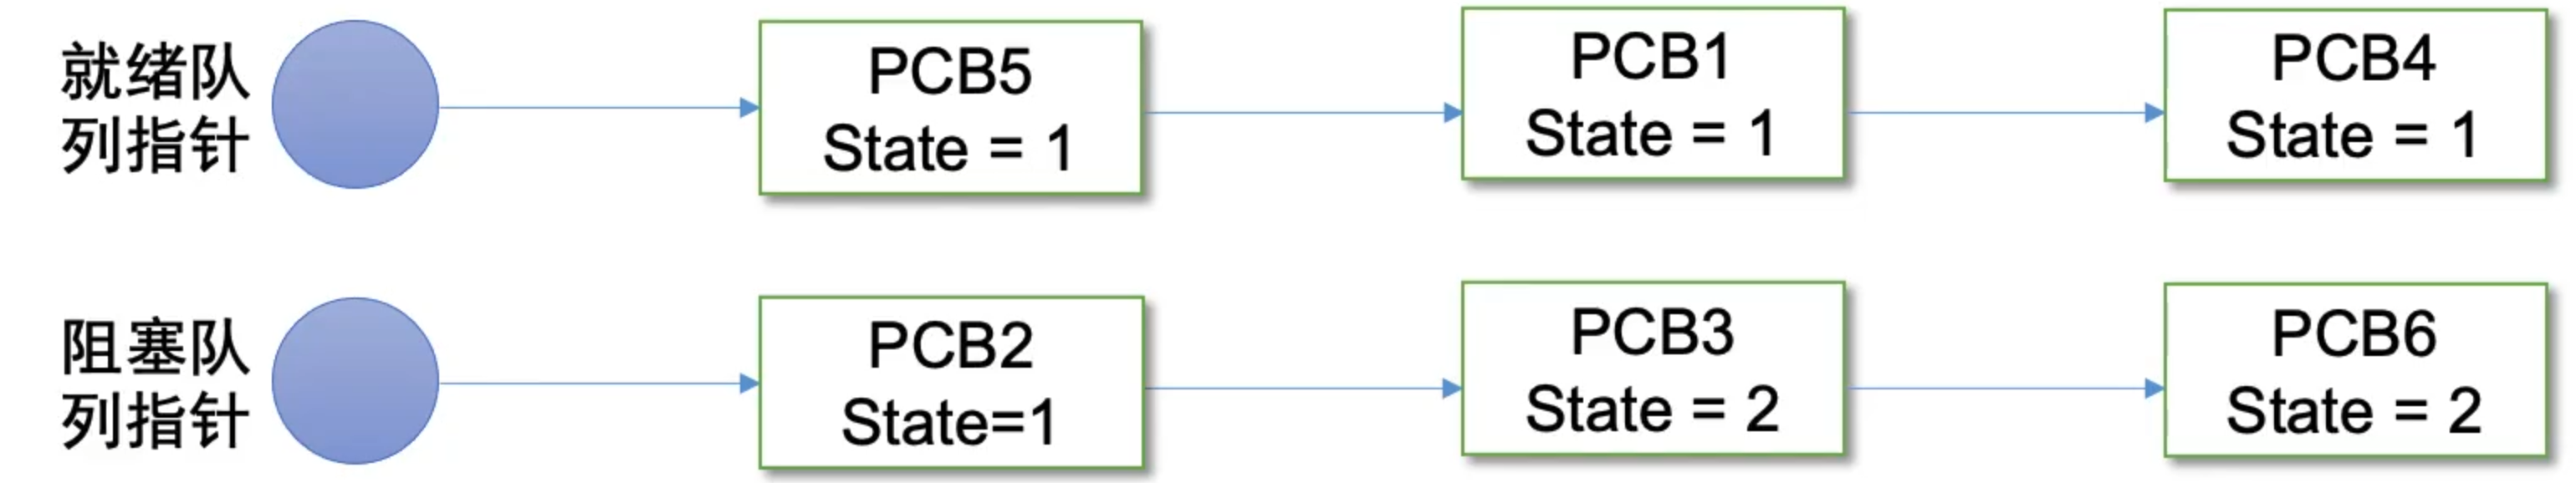 就绪队
列指针
PCB5
State = 1
PCB1
State = 1
PCB4
State = 1
阻塞队
列指针
PCB2
State=1
PCB3
State = 2
PCB6
State = 2